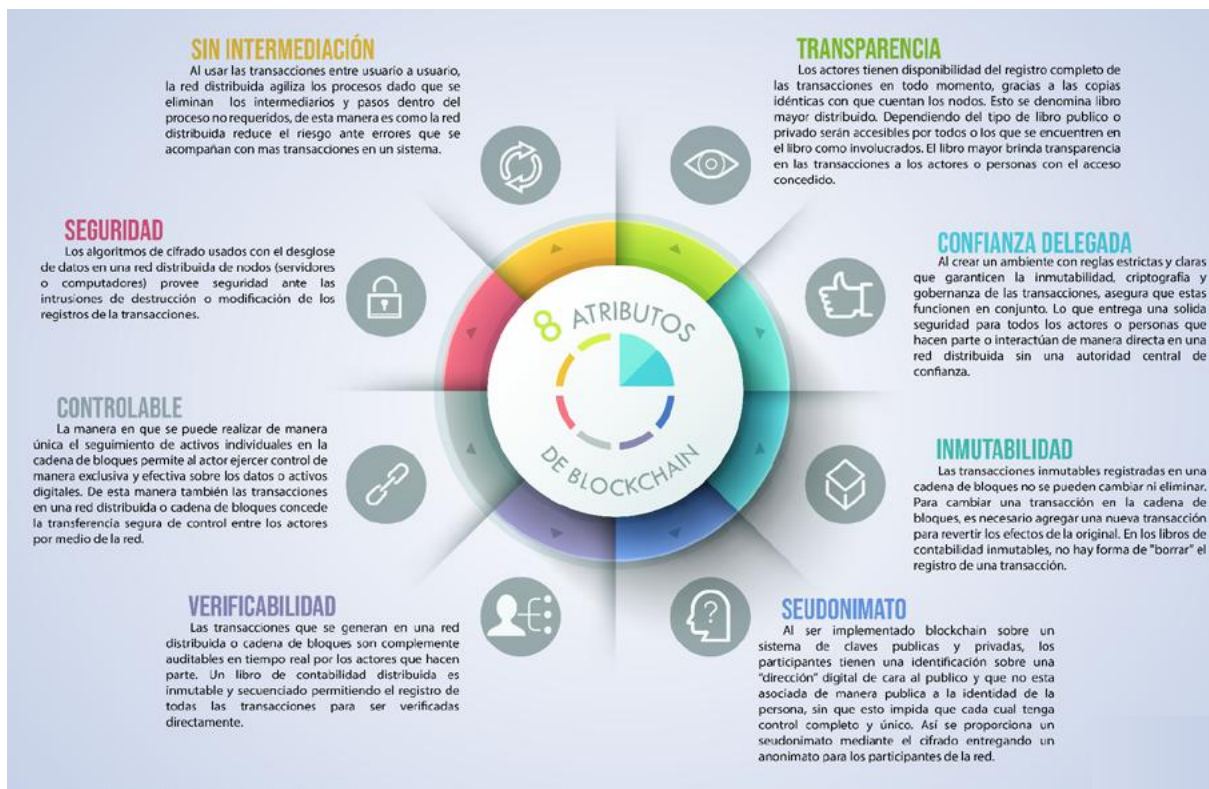 SIN INTERMEDIACIÓN
Al usar las transacciones entre usuario a usuario,
la red distribuida agiliza los procesos dado que se
eliminan los intermediarios y pasos dentro del
proceso no requeridos, de esta manera es como la red
distribuida reduce el riesgo ante errores que se
acompañan con mas transacciones en un sistema.
TRANSPARENCIA
Los actores tienen disponibilidad del registro completo de
las transacciones en todo momento, gracias a las copias
idénticas con que cuentan los nodos. Esto se denomina libro
mayor distribuido. Dependiendo del tipo de libro publico o
privado serán accesibles por todos o los que se encuentren en
el libro como involucrados. El libro mayor brinda transparencia
en las transacciones a los actores o personas con el acceso
concedido.
SEGURIDAD
Los algoritmos de cifrado usados con el desglose
de datos en una red distribuida de nodos (servidores
o computadores) provee seguridad ante las
intrusiones de destrucción o modificación de los
registros de la transacciones.
CONFIANZA DELEGADA
Al crear un ambiente con reglas estrictas y claras
que garanticen la inmutabilidad, criptografía y
gobernanza de las transacciones, asegura que estas
funcionen en conjunto. Lo que entrega una solida
seguridad para todos los actores o personas que
hacen parte o interactúan de manera directa en una
red distribuida sin una autoridad central de
confianza.
8 ATRIBUTOS
DE BLOCKCHAIN
CONTROLABLE
La manera en que se puede realizar de manera
única el seguimiento de activos individuales en la
cadena de bloques permite al actor ejercer control de
manera exclusiva y efectiva sobre los datos o activos
digitales. De esta manera también las transacciones
en una red distribuida o cadena de bloques concede
la transferencia segura de control entre los actores
por medio de la red.
INMUTABILIDAD
Las transacciones inmutables registradas en una
cadena de bloques no se pueden cambiar ni eliminar.
Para cambiar una transacción en la cadena de
bloques, es necesario agregar una nueva transacción
para revertir los efectos de la original. En los libros de
contabilidad inmutables, no hay forma de "borrar" el
registro de una transacción.
VERIFICABILIDAD
Las transacciones que se generan en una red
distribuida o cadena de bloques son complemente
auditables en tiempo real por los actores que hacen
parte. Un libro de contabilidad distribuida es
inmutable y secuenciado permitiendo el registro de
todas las transacciones para ser verificadas
directamente.
SEUDONIMATO
Al ser implementado blockchain sobre un
sistema de claves publicas y privadas, los
participantes tienen una identificación sobre una
"dirección" digital de cara al publico y que no esta
asociada de manera publica a la identidad de la
persona, sin que esto impida que cada cual tenga
control completo y único. Así se proporciona un
seudonimato mediante el cifrado entregando un
anonimato para los participantes de la red.
?